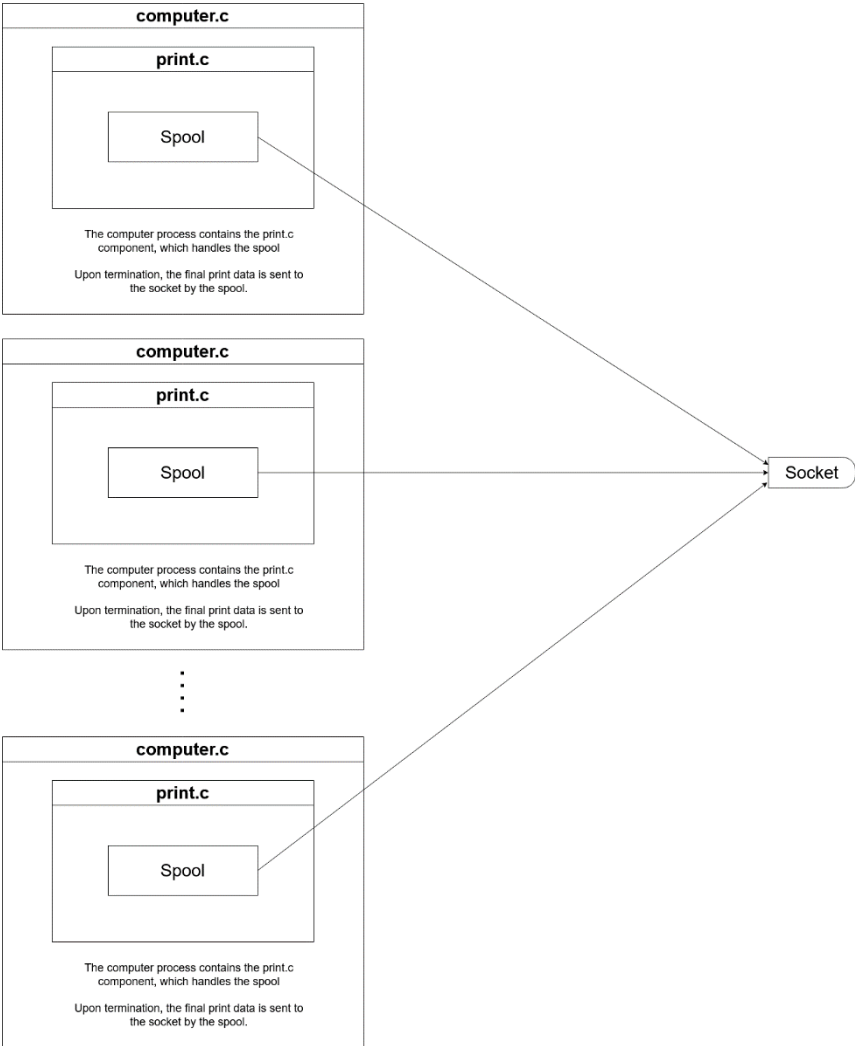 computer.c
print.c
Spool
The computer process contains the print.c
component, which handles the spool
Upon termination, the final print data is sent to
the socket by the spool.
computer.c
print.c
Spool
Socket
The computer process contains the print.c
component, which handles the spool
Upon termination, the final print data is sent to
the socket by the spool.
computer.c
print.c
Spool
The computer process contains the print.c
component, which handles the spool
Upon termination, the final print data is sent to
the socket by the spool.